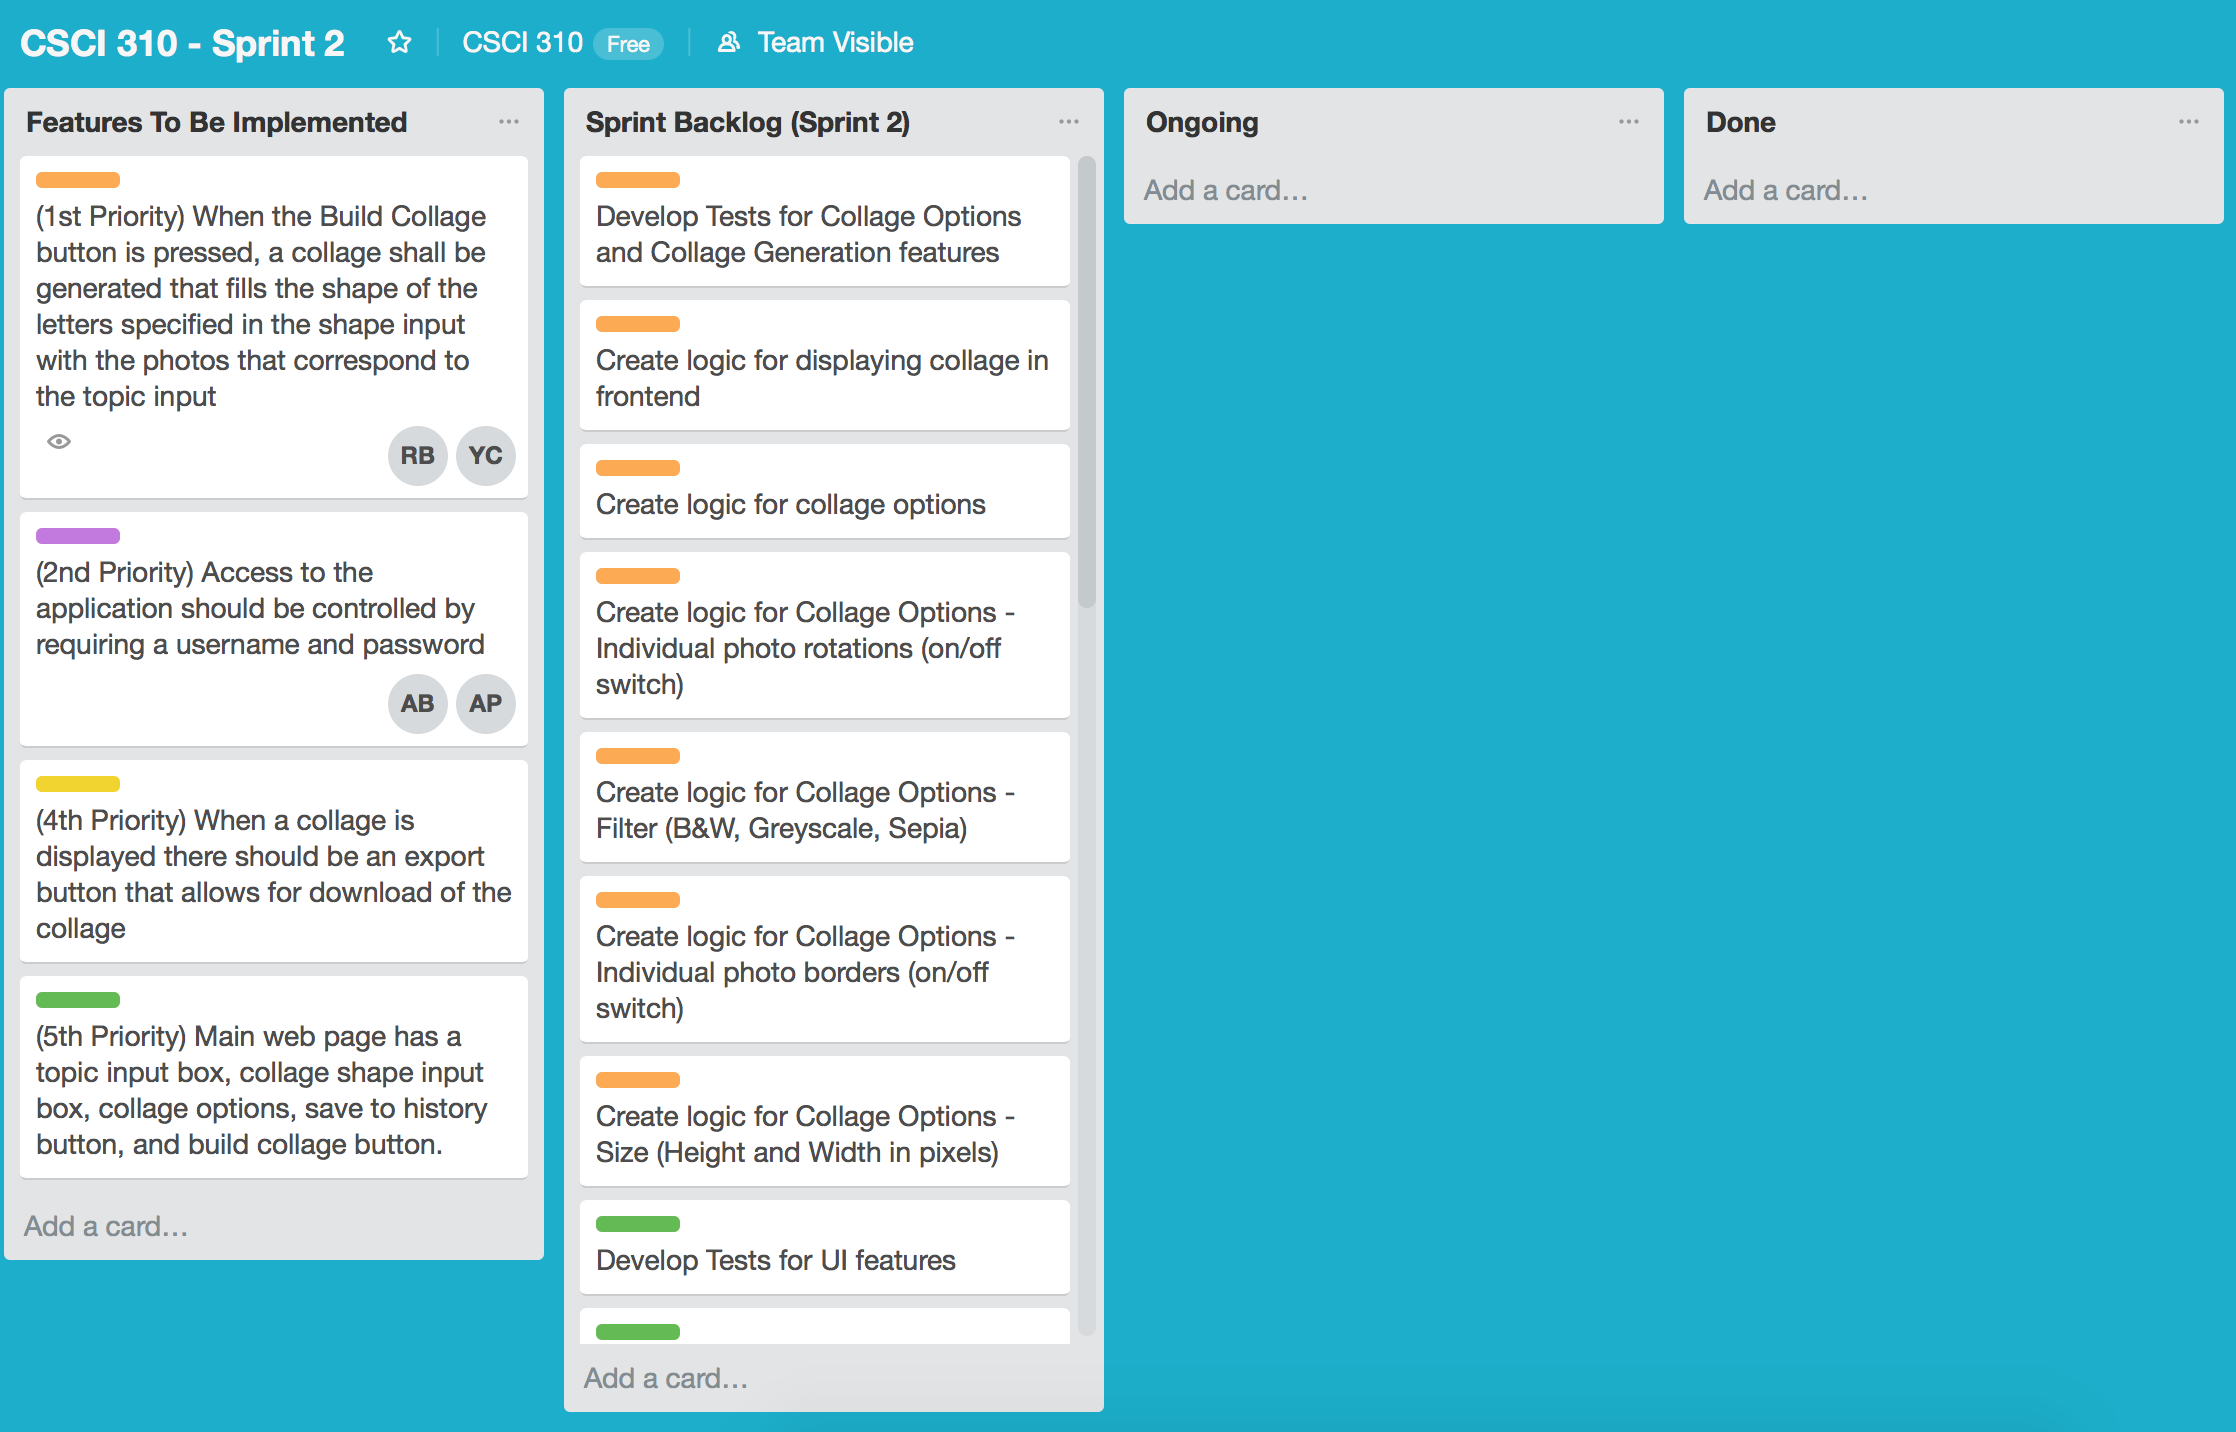 CSCI 310 - Sprint 2
CSCI 310 Free
Team Visible
Features To Be Implemented
(1st Priority) When the Build Collage
button is pressed, a collage shall be
generated that fills the shape of the
letters specified in the shape input
with the photos that correspond to
the topic input
RB YC
(2nd Priority) Access to the
application should be controlled by
requiring a username and password
AB AP
(4th Priority) When a collage is
displayed there should be an export
button that allows for download of the
collage
(5th Priority) Main web page has a
topic input box, collage shape input
box, collage options, save to history
button, and build collage button.
Add a card...
Sprint Backlog (Sprint 2)
Develop Tests for Collage Options
and Collage Generation features
Create logic for displaying collage in
frontend
Create logic for collage options
Create logic for Collage Options -
Individual photo rotations (on/off
switch)
Create logic for Collage Options -
Filter (B&W, Greyscale, Sepia)
Create logic for Collage Options -
Individual photo borders (on/off
switch)
Create logic for Collage Options -
Size (Height and Width in pixels)
Develop Tests for UI features
Add a card...
Ongoing
Add a card...
Done
Add a card...